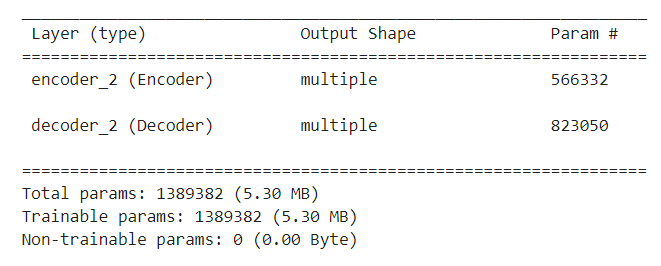 Layer (type) Output Shape Param #
=================================================================
encoder_2 (Encoder) multiple 566332
decoder_2 (Decoder) multiple 823050
=================================================================
Total params: 1389382 (5.30 MB)
Trainable params: 1389382 (5.30 MB)
Non-trainable params: 0 (0.00 Byte)